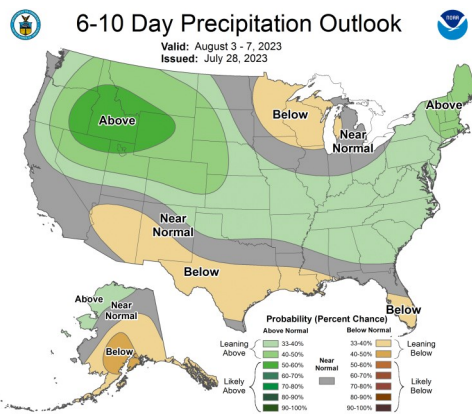 6-10 Day Precipitation Outlook
Valid: August 3 - 7, 2023
Issued: July 28, 2023
NOAA
Above
Below
Near
Normal
Above
Near
Normal
Below
Below
Above
Near
Normal
Below
Probability (Percent Chance)
Above Normal
Below Normal
Leaning
Above
33-40%
40-50%
50-60%
Likely
Above
60-70%
70-80%
80-90%
90-100%
Near
Normal
33-40%
40-50%
50-60%
60-70%
70-80%
80-90%
90-100%
Leaning
Below
Likely
Below